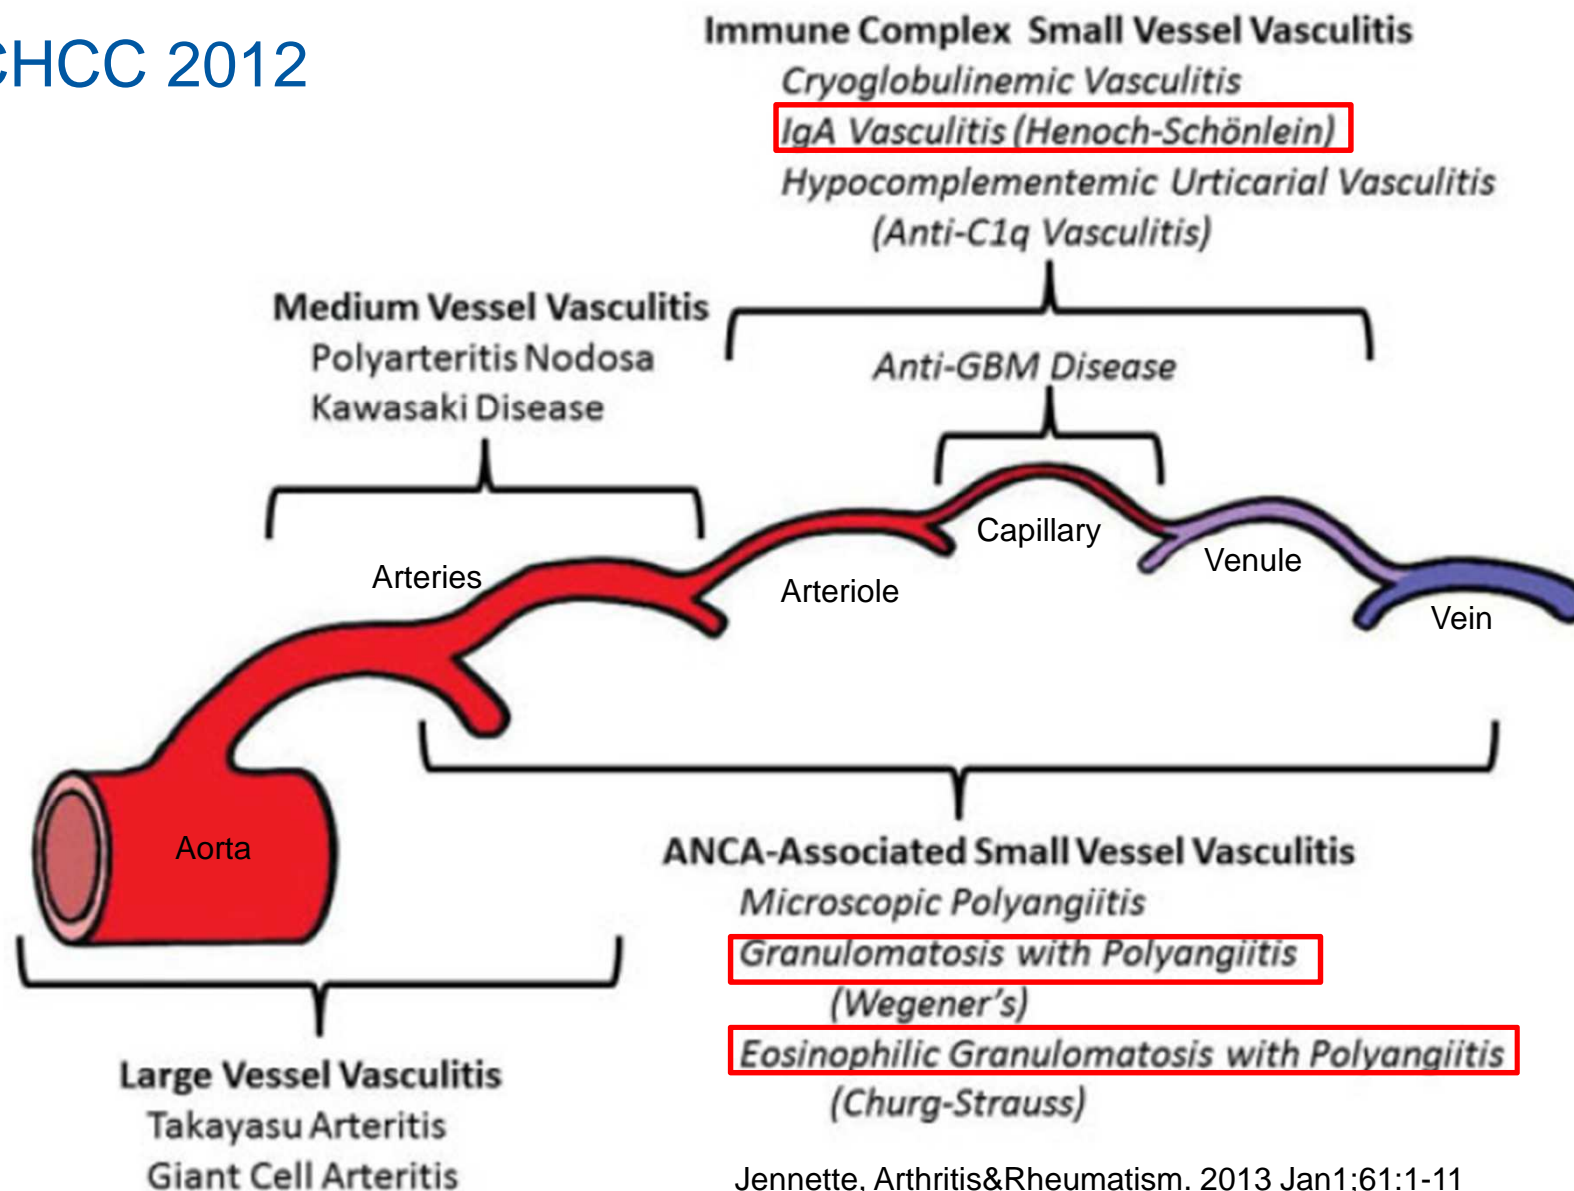 CHCC 2012
Immune Complex Small Vessel Vasculitis
Cryoglobulinemic Vasculitis
IgA Vasculitis (Henoch-Schönlein)
Hypocomplementemic Urticarial Vasculitis
(Anti-C1q Vasculitis)
Medium Vessel Vasculitis
Polyarteritis Nodosa
Kawasaki Disease
Anti-GBM Disease
Capillary
Venule
Arteries
Arteriole
Vein
Aorta
ANCA-Associated Small Vessel Vasculitis
Microscopic Polyangiitis
Granulomatosis with Polyangiitis
(Wegener's)
Eosinophilic Granulomatosis with Polyangiitis
(Churg-Strauss)
Large Vessel Vasculitis
Takayasu Arteritis
Giant Cell Arteritis
Jennette, Arthritis&Rheumatism. 2013 Jan1;61:1-11